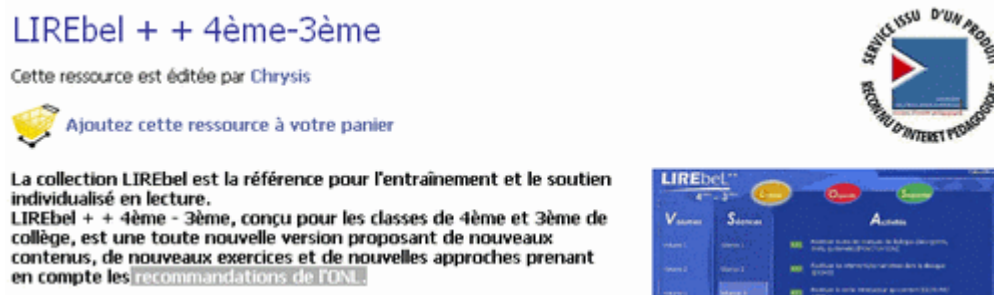 LIREbel + + 4ème-3ème
Cette ressource est éditée par Chrysis
Ajoutez cette ressource à votre panier
SERVICE ISSU D'UN PRODUIT
RECONNU D'INTERET PEDAGOGIQUE
La collection LIREbel est la référence pour l'entraînement et le soutien
individualisé en lecture.
LIREbel + + 4ème - 3ème, conçu pour les classes de 4ème et 3ème de
collège, est une toute nouvelle version proposant de nouveaux
contenus, de nouveaux exercices et de nouvelles approches prenant
en compte les recommandations de l'ONL.
LIREbel++
4ème - 3ème
Séances
Activités